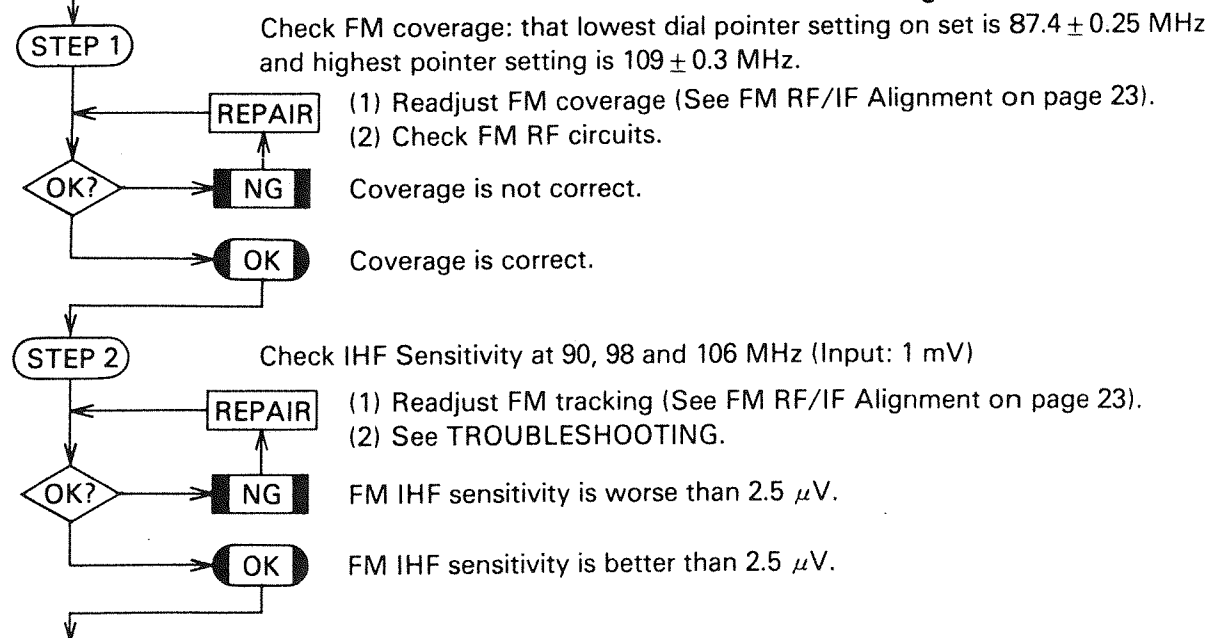 STEP 1
Check FM coverage: that lowest dial pointer setting on set is 87.4 ± 0.25 MHz
and highest pointer setting is 109 ± 0.3 MHz.
REPAIR
(1) Readjust FM coverage (See FM RF/IF Alignment on page 23).
(2) Check FM RF circuits.
OK?
NG
Coverage is not correct.
OK
Coverage is correct.
STEP 2
Check IHF Sensitivity at 90, 98 and 106 MHz (Input: 1 mV)
REPAIR
(1) Readjust FM tracking (See FM RF/IF Alignment on page 23).
(2) See TROUBLESHOOTING.
OK?
NG
FM IHF sensitivity is worse than 2.5 μV.
OK
FM IHF sensitivity is better than 2.5 μV.